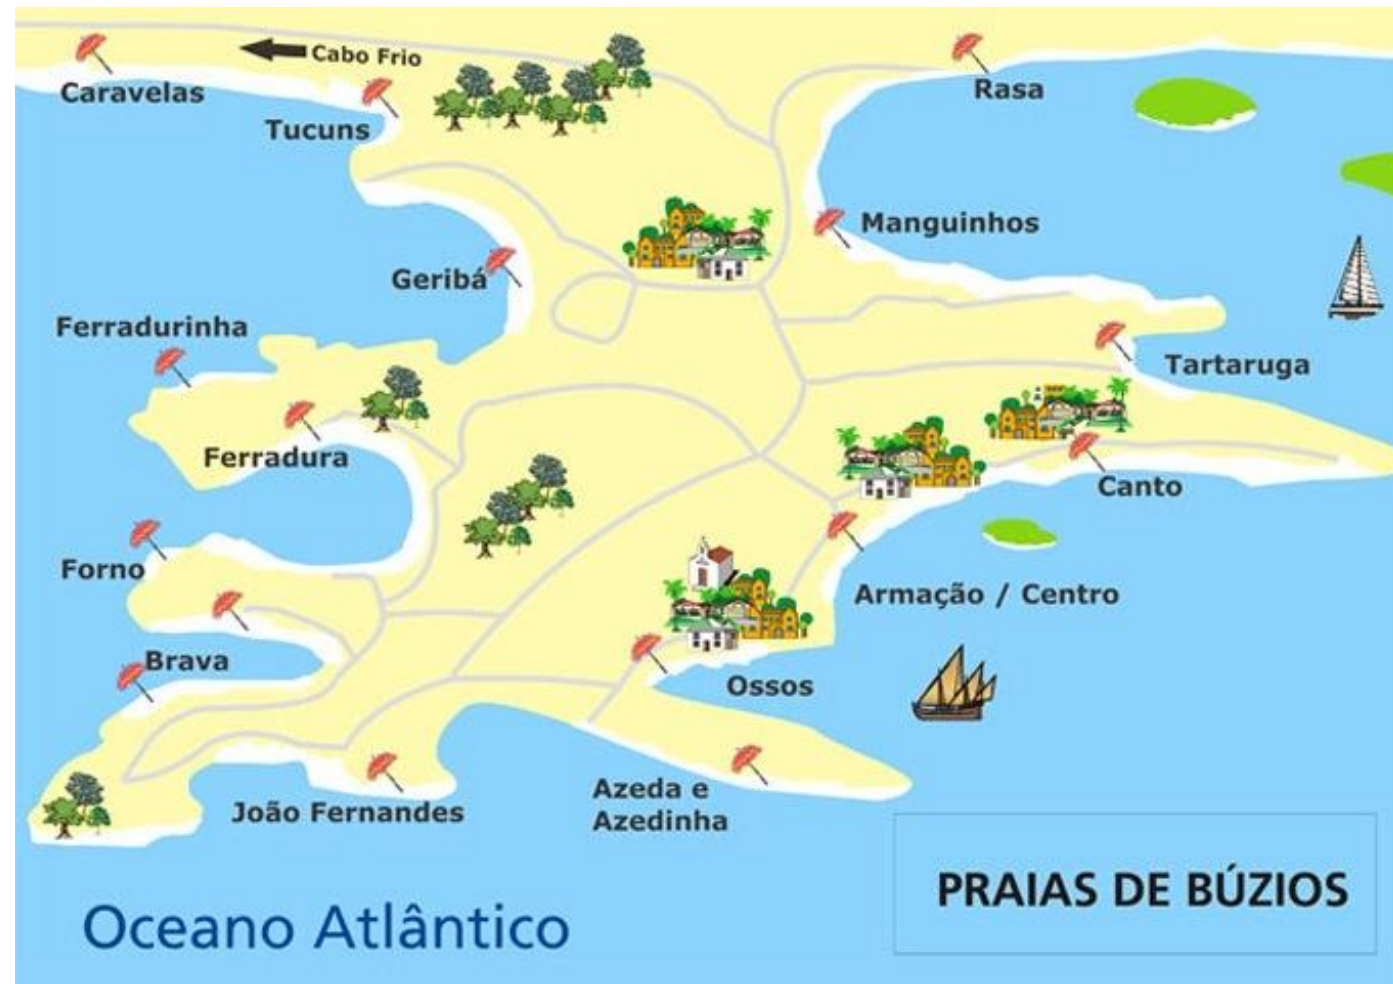 Cabo Frio
Caravelas
Rasa
Tucuns
Manguinhos
Geribá
Ferradurinha
Tartaruga
Ferradura
Canto
Forno
Armação / Centro
Brava
Ossos
Azeda e
Azedinha
João Fernandes
PRAIAS DE BÚZIOS
Oceano Atlântico